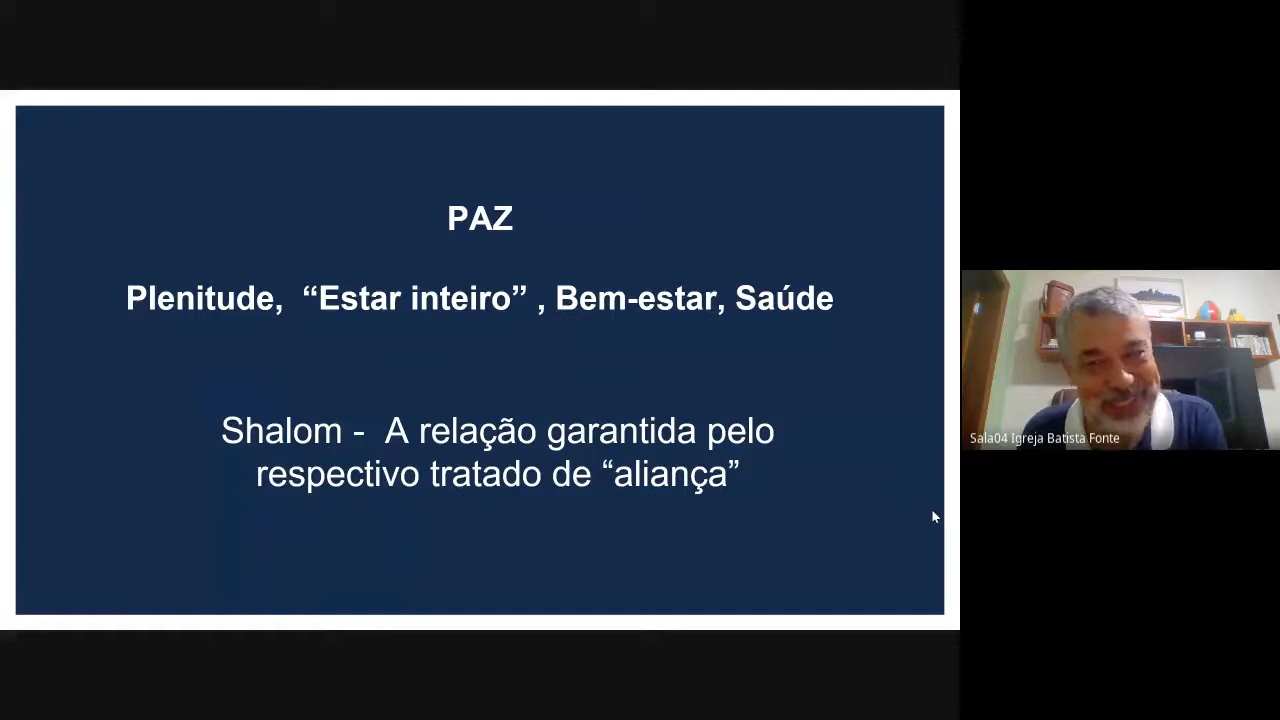 PAZ
Plenitude, “Estar inteiro” , Bem-estar, Saúde
Shalom - A relação garantida pelo
respectivo tratado de “aliança”
Sala04 Igreja Batista Fonte